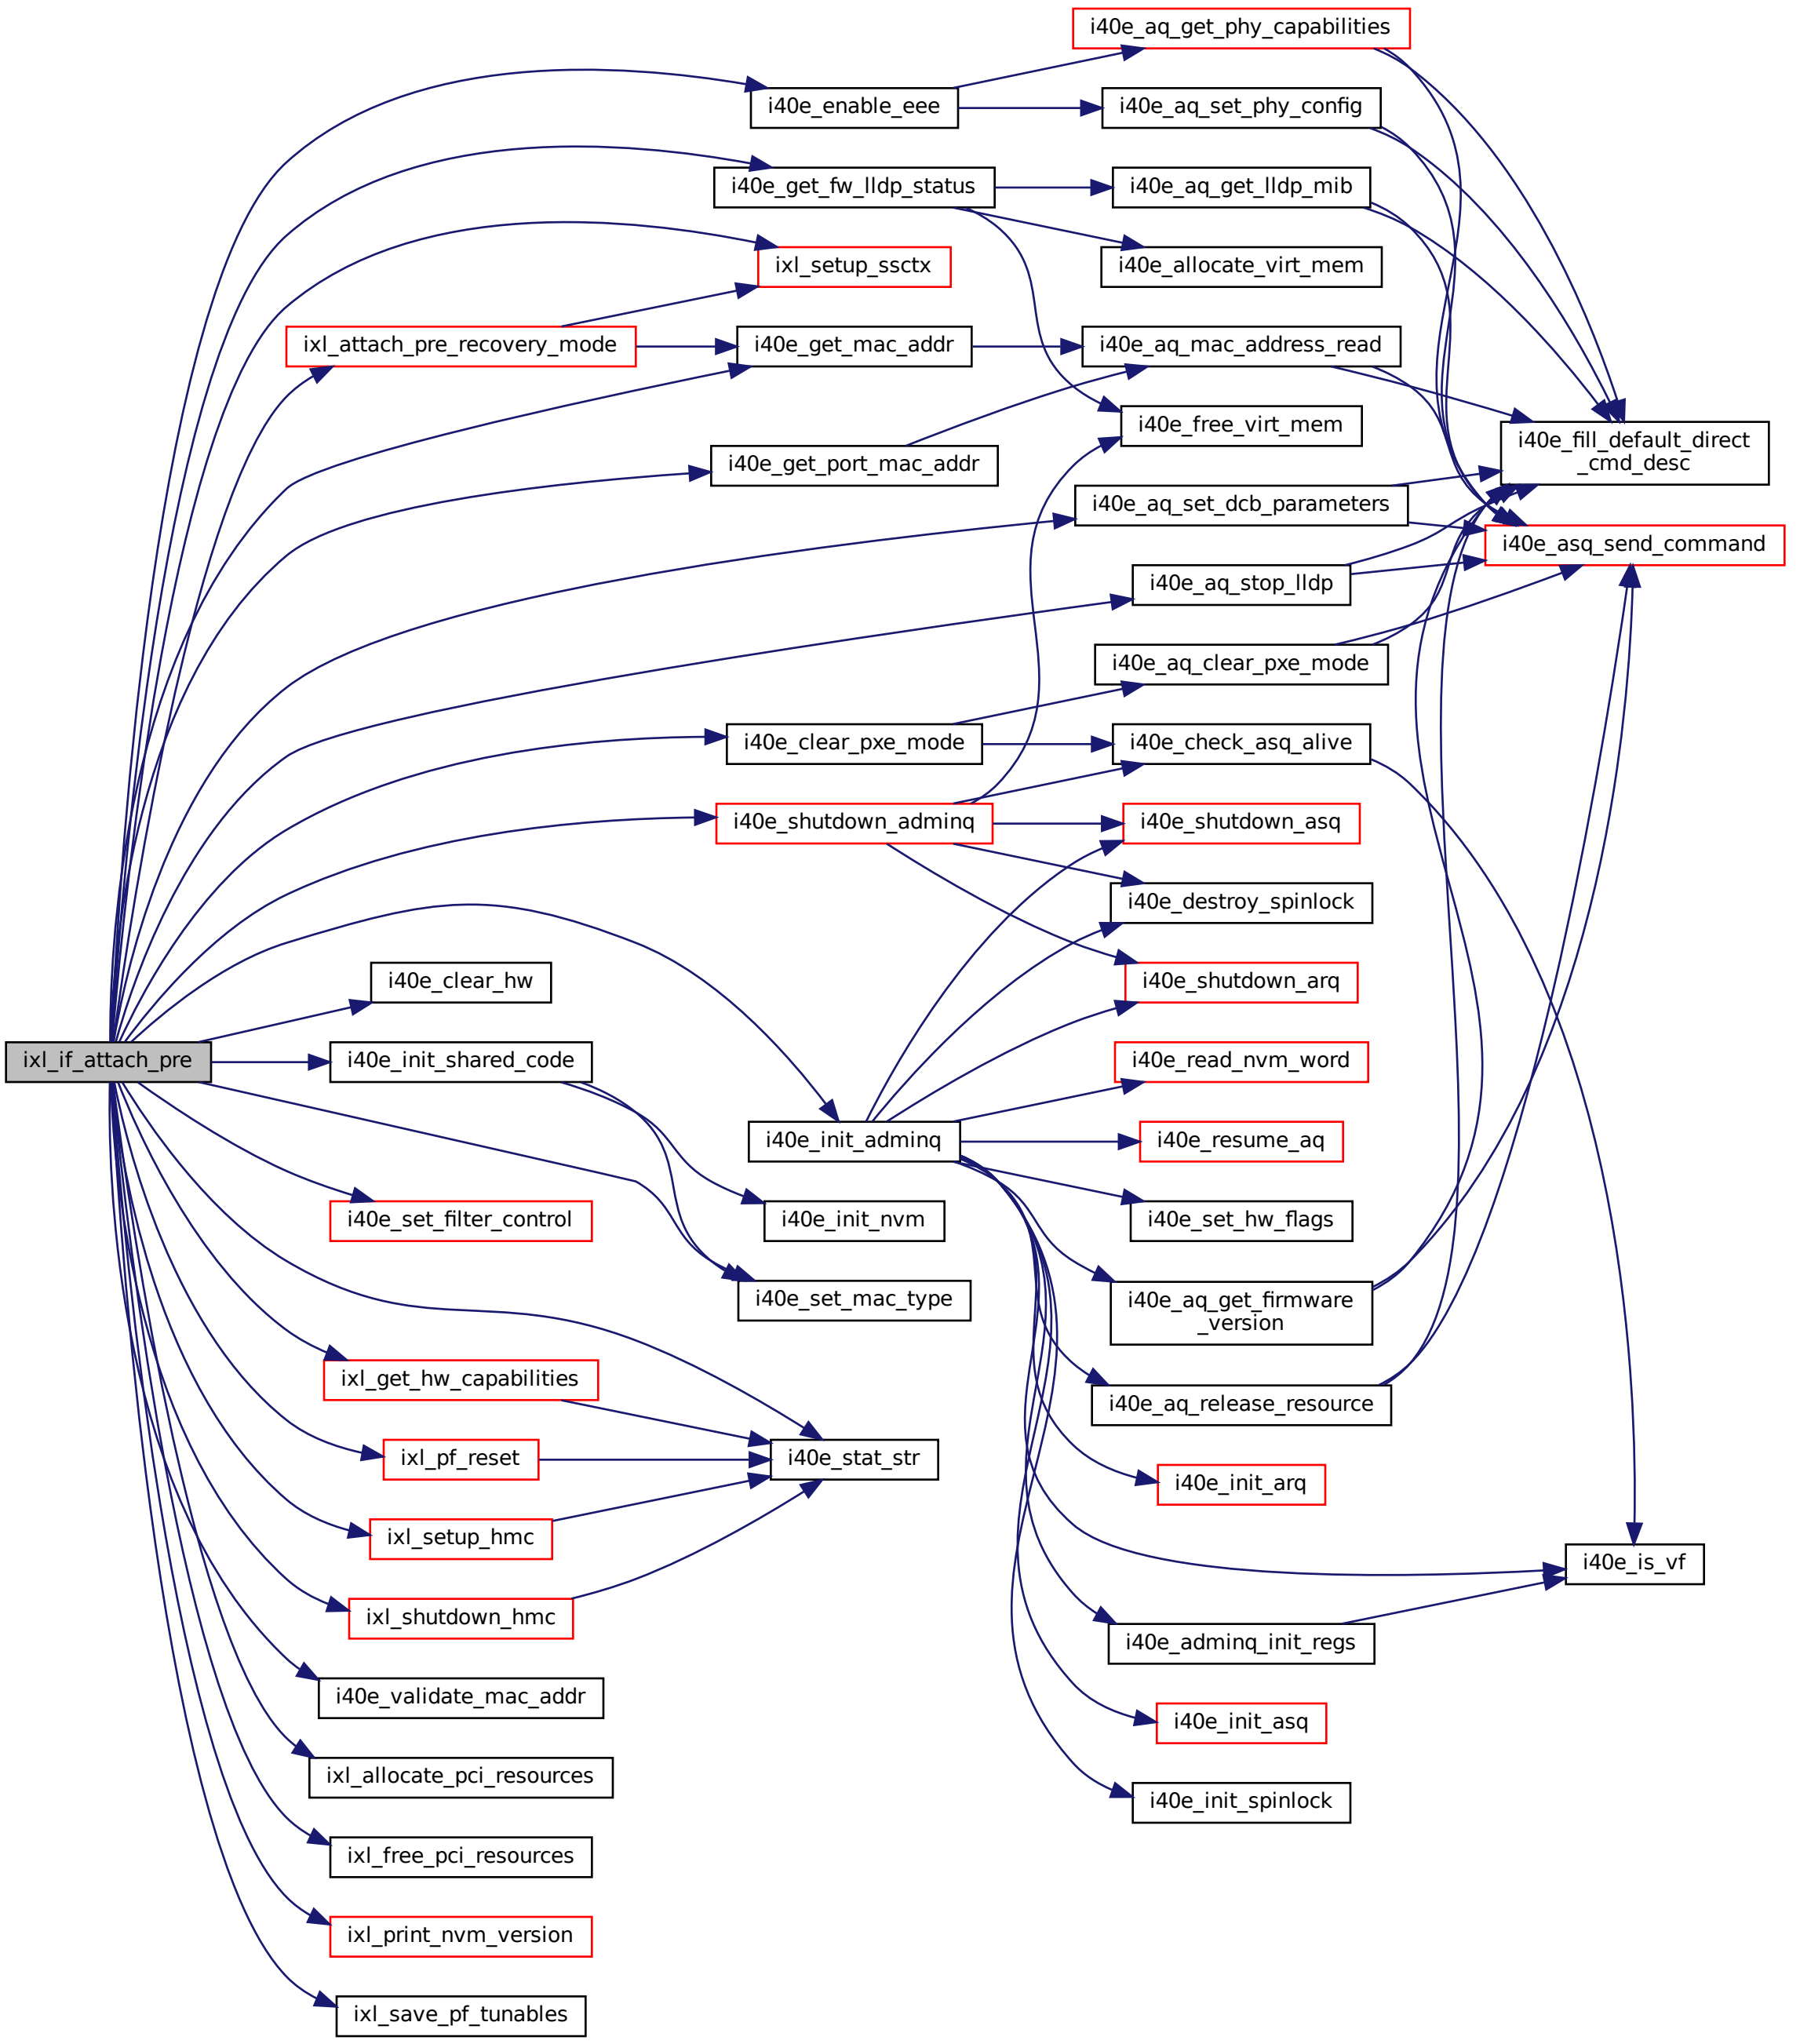 i40e_aq_get_phy_capabilities
i40e_enable_eee
i40e_aq_set_phy_config
i40e_get_fw_lldp_status
i40e_aq_get_lldp_mib
ixl_setup_ssctx
i40e_allocate_virt_mem
ixl_attach_pre_recovery_mode
i40e_get_mac_addr
i40e_aq_mac_address_read
i40e_free_virt_mem
i40e_fill_default_direct
_cmd_desc
i40e_get_port_mac_addr
i40e_aq_set_dcb_parameters
i40e_asq_send_command
i40e_aq_stop_lldp
i40e_aq_clear_pxe_mode
i40e_clear_pxe_mode
i40e_check_asq_alive
i40e_shutdown_adminq
i40e_shutdown_asq
i40e_destroy_spinlock
i40e_clear_hw
i40e_shutdown_arq
ixl_if_attach_pre
i40e_init_shared_code
i40e_read_nvm_word
i40e_init_adminq
i40e_resume_aq
i40e_set_filter_control
i40e_init_nvm
i40e_set_hw_flags
i40e_set_mac_type
i40e_aq_get_firmware
_version
ixl_get_hw_capabilities
i40e_aq_release_resource
ixl_pf_reset
i40e_stat_str
i40e_init_arq
ixl_setup_hmc
i40e_is_vf
ixl_shutdown_hmc
i40e_adminq_init_regs
i40e_validate_mac_addr
i40e_init_asq
ixl_allocate_pci_resources
i40e_init_spinlock
ixl_free_pci_resources
ixl_print_nvm_version
ixl_save_pf_tunables